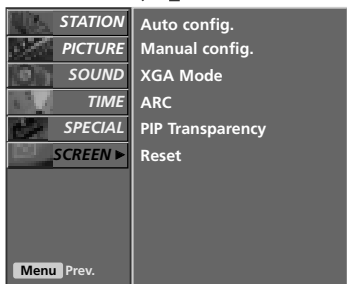 STATION
PICTURE
SOUND
TIME
SPECIAL
SCREEN ►
Menu Prev.
Auto config.
Manual config.
XGA Mode
ARC
PIP Transparency
Reset